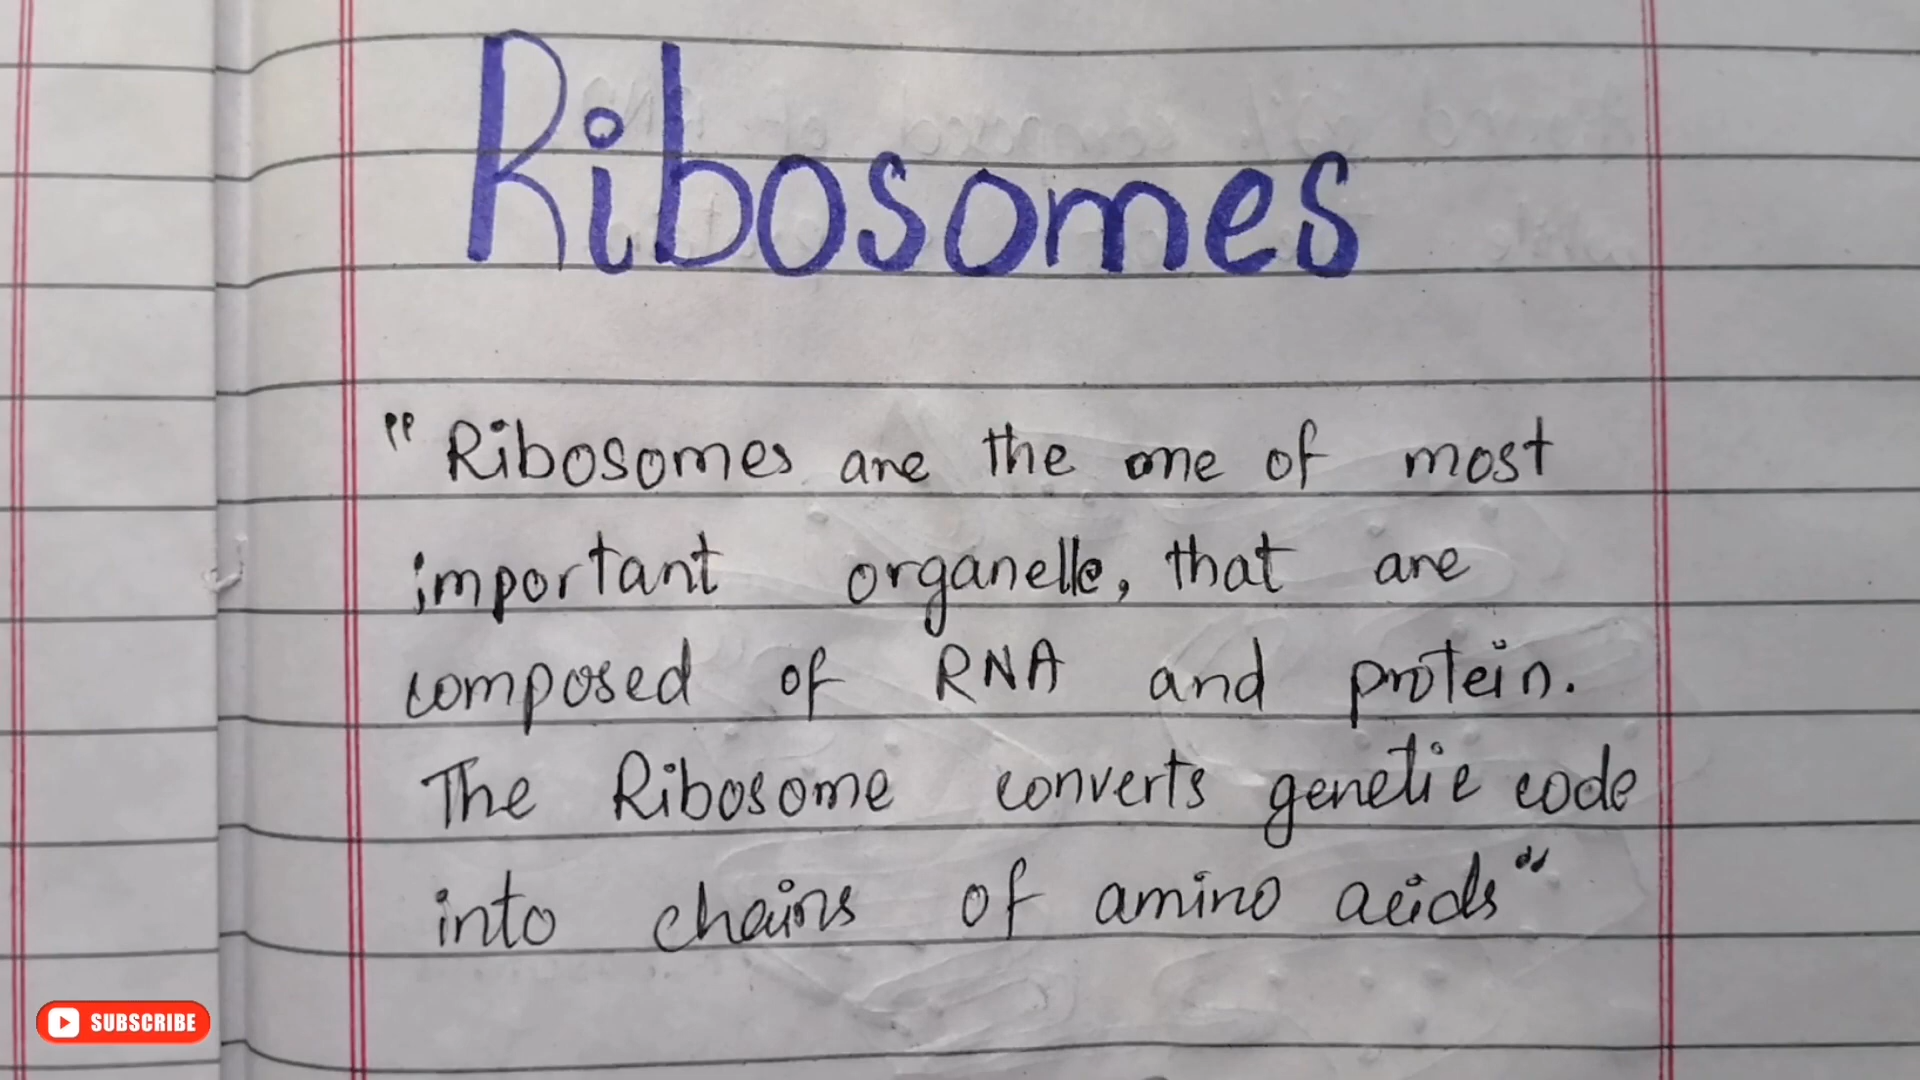 Ribosomes
"Ribosomes are the one of most
important organelle, that are
composed of RNA and protein.
The Ribosome converts genetic code
into chains of amino acids"
SUBSCRIBE